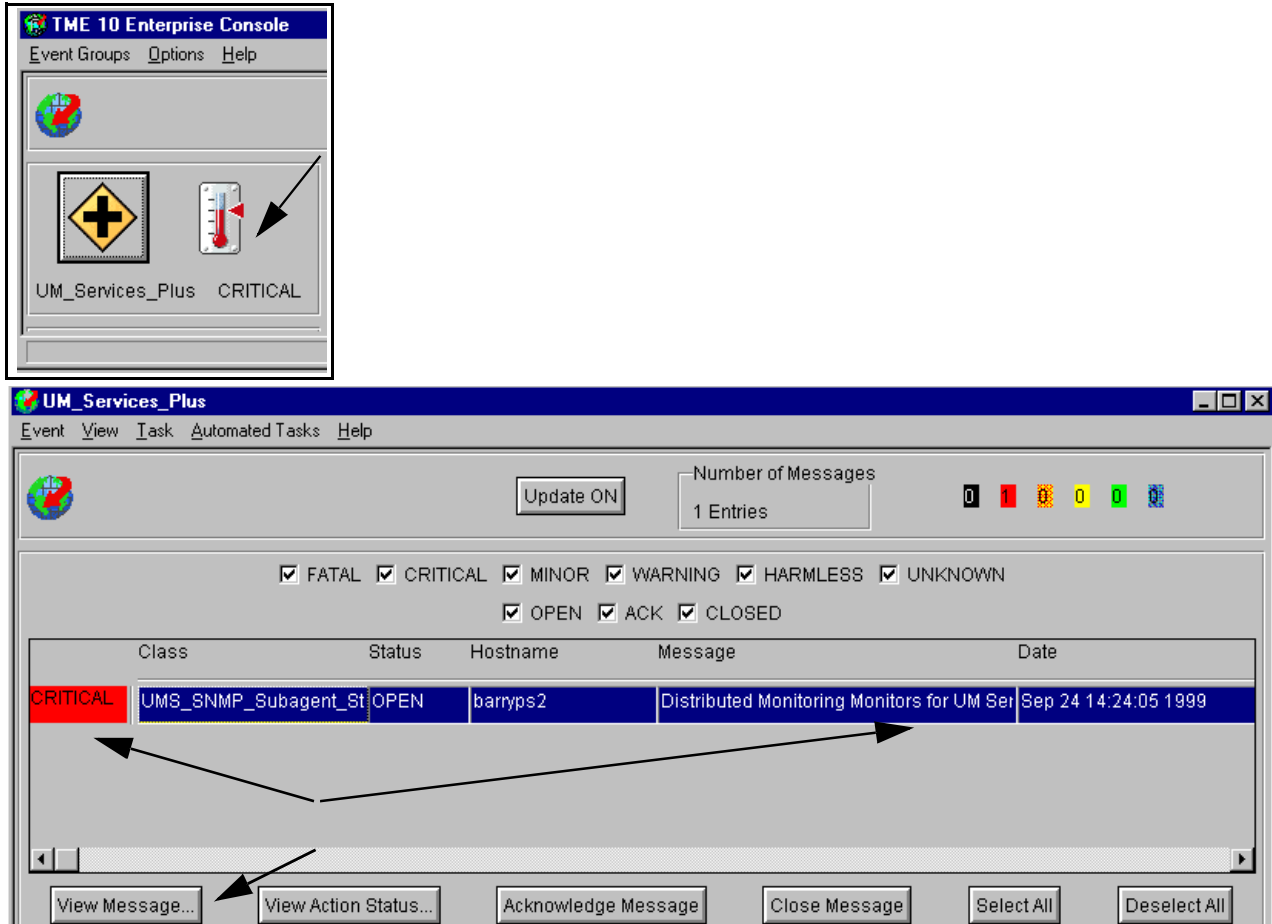 TME 10 Enterprise Console
Event Groups Options Help
UM_Services_Plus CRITICAL
UM_Services_Plus
Event View Task Automated Tasks Help
Update ON
Number of Messages
1 Entries
0 1 0 0 0 0
FATAL CRITICAL MINOR WARNING HARMLESS UNKNOWN
OPEN ACK CLOSED
Class Status Hostname Message Date
CRITICAL UMS_SNMP_Subagent_St OPEN barryps2 Distributed Monitoring Monitors for UM Ser Sep 24 14:24:05 1999
View Message... View Action Status... Acknowledge Message Close Message Select All Deselect All